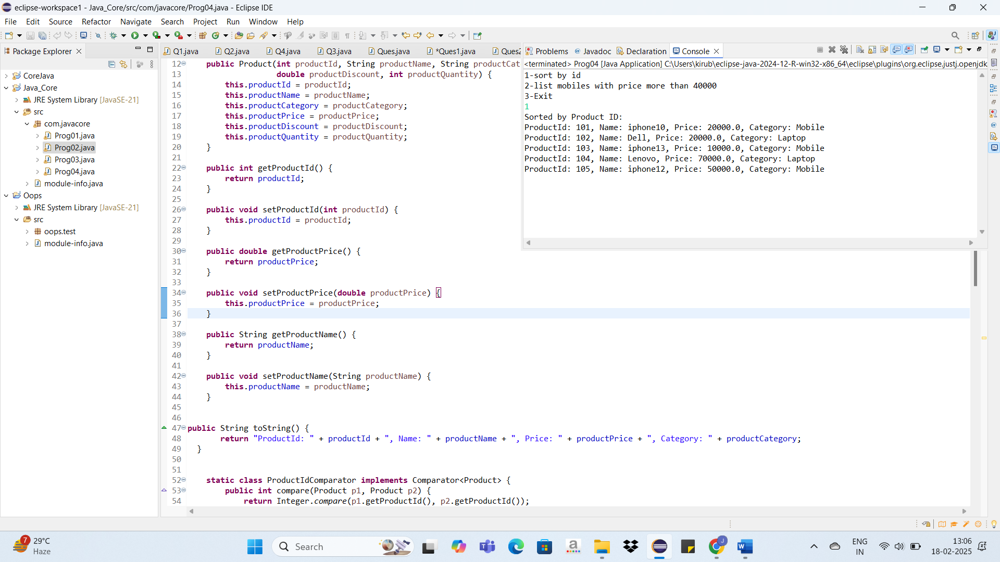 eclipse-workspace1 - Java_Core/src/com/javacore/Prog04.java - Eclipse IDE
File Edit Source Refactor Navigate Search Project Run Window Help
Package Explorer
CoreJava
Java_Core
JRE System Library [JavaSE-21]
src
com.javacore
Prog01.java
Prog02.java
Prog03.java
Prog04.java
module-info.java
Oops
JRE System Library [JavaSE-21]
src
oops.test
module-info.java
Q1.java Q2.java Q4.java Q3.java Ques.java *Ques1.java Ques2
12 public Product(int productId, String productName, String productCat
13 double productDiscount, int productQuantity) {
14 this.productId = productId;
15 this.productName = productName;
16 this.productCategory = productCategory;
17 this.productPrice = productPrice;
18 this.productDiscount = productDiscount;
19 this.productQuantity = productQuantity;
20 }
21
22 public int getProductId() {
23 return productId;
24 }
25
26 public void setProductId(int productId) {
27 this.productId = productId;
28 }
29
30 public double getProductPrice() {
31 return productPrice;
32 }
33
34 public void setProductPrice(double productPrice) {
35 this.productPrice = productPrice;
36 }
37
38 public String getProductName() {
39 return productName;
40 }
41
42 public void setProductName(String productName) {
43 this.productName = productName;
44 }
45
46
47 public String toString() {
48 return "ProductId: " + productId + ", Name: " + productName + ", Price: " + productPrice + ", Category: " + productCategory;
49 }
50
51
52 static class ProductIdComparator implements Comparator<Product> {
53 public int compare(Product p1, Product p2) {
54 return Integer.compare(p1.getProductId(), p2.getProductId());
Problems @ Javadoc Declaration Console
<terminated> Prog04 [Java Application] C:\Users\kirub\eclipse-java-2024-12-R-win32-x86_64\eclipse\plugins\org.eclipse.justj.openjdk
1-sort by id
2-list mobiles with price more than 40000
3-Exit
1
Sorted by Product ID:
ProductId: 101, Name: iphone10, Price: 20000.0, Category: Mobile
ProductId: 102, Name: Dell, Price: 20000.0, Category: Laptop
ProductId: 103, Name: iphone13, Price: 10000.0, Category: Mobile
ProductId: 104, Name: Lenovo, Price: 70000.0, Category: Laptop
ProductId: 105, Name: iphone12, Price: 50000.0, Category: Mobile
7
29°C
Haze
Search
a
J
ENG
IN
13:06
18-02-2025